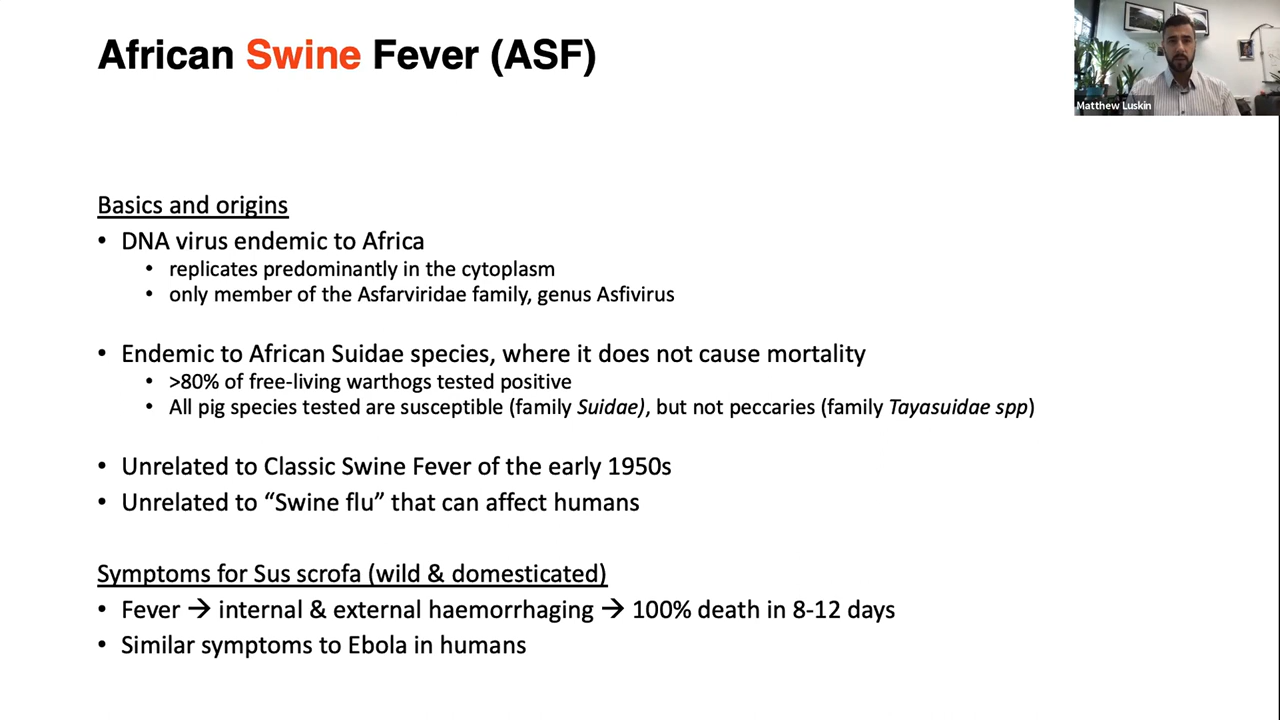 African Swine Fever (ASF)
Matthew Luskin
Basics and origins
• DNA virus endemic to Africa
• replicates predominantly in the cytoplasm
• only member of the Asfarviridae family, genus Asfivirus
• Endemic to African Suidae species, where it does not cause mortality
• >80% of free-living warthogs tested positive
• All pig species tested are susceptible (family Suidae), but not peccaries (family Tayasuidae spp)
• Unrelated to Classic Swine Fever of the early 1950s
• Unrelated to “Swine flu” that can affect humans
Symptoms for Sus scrofa (wild & domesticated)
• Fever → internal & external haemorrhaging → 100% death in 8-12 days
• Similar symptoms to Ebola in humans